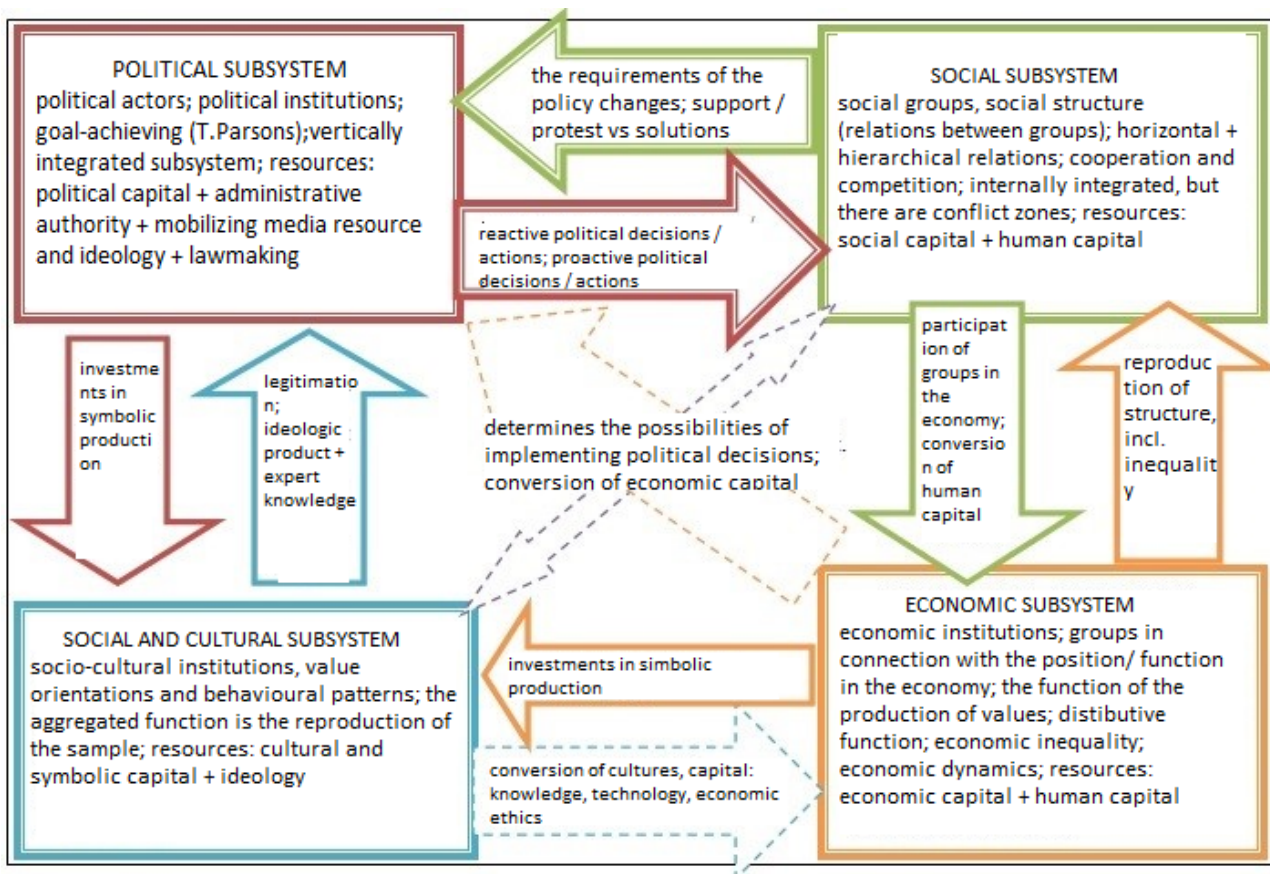 POLITICAL SUBSYSTEM
political actors; political institutions;
goal-achieving (T.Parsons);vertically
integrated subsystem; resources:
political capital + administrative
authority + mobilizing media resource
and ideology + lawmaking
the requirements of the
policy changes; support /
protest vs solutions
SOCIAL SUBSYSTEM
social groups, social structure
(relations between groups); horizontal +
hierarchical relations; cooperation and
competition; internally integrated, but
there are conflict zones; resources:
social capital + human capital
reactive political decisions /
actions; proactive political
decisions / actions
investme
nts in
symbolic
producti
on
legitimatio
n;
ideologic
product +
expert
knowledge
determines the possibilities of
implementing political decisions;
conversion of economic capital
participat
ion of
groups in
the
economy;
conversio
n of
human
capital
reproduc
tion of
structure,
incl.
inequalit
y
SOCIAL AND CULTURAL SUBSYSTEM
socio-cultural institutions, value
orientations and behavioural patterns; the
aggregated function is the reproduction of
the sample; resources: cultural and
symbolic capital + ideology
investments in simbolic
production
conversion of cultures, capital:
knowledge, technology, economic
ethics
ECONOMIC SUBSYSTEM
economic institutions; groups in
connection with the position/ function
in the economy; the function of the
production of values; distibutive
function; economic inequality;
economic dynamics; resources:
economic capital + human capital